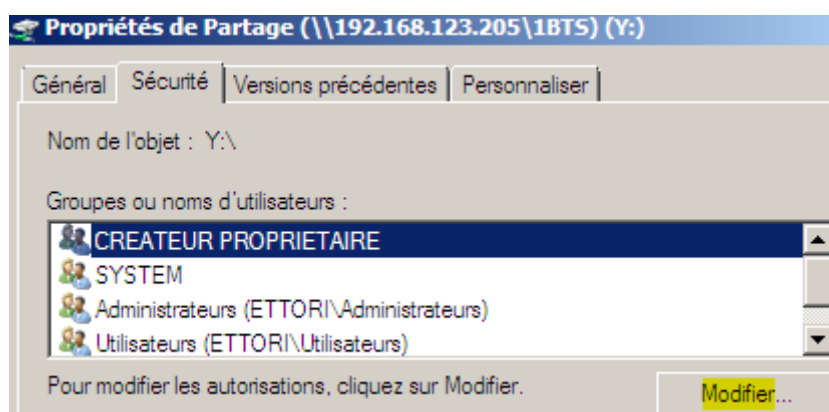 Propriétés de Partage (\\192.168.123.205\1BTS) (Y:)
Général Sécurité Versions précédentes Personnaliser
Nom de l'objet : Y:\
Groupes ou noms d'utilisateurs :
CREATEUR PROPRIETAIRE
SYSTEM
Administrateurs (ETTORI\Administrateurs)
Utilisateurs (ETTORI\Utilisateurs)
Pour modifier les autorisations, cliquez sur Modifier. Modifier...